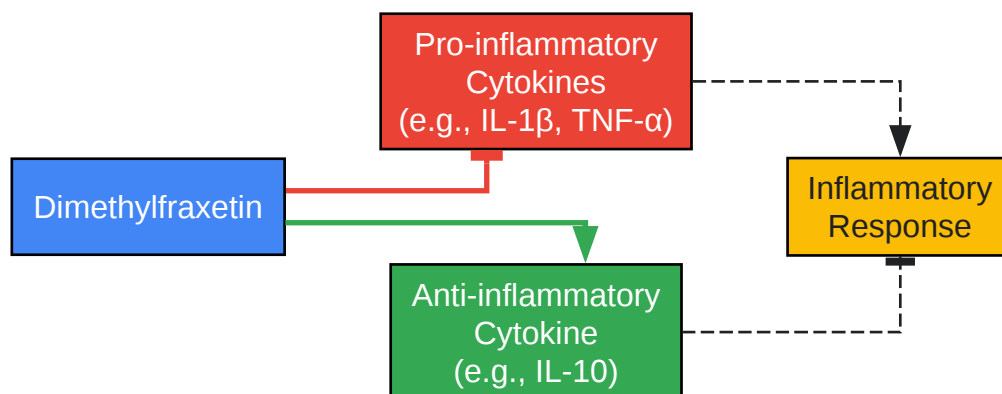 Pro-inflammatory
Cytokines
(e.g., IL-1β, TNF-α)
Dimethylfraxetin
Inflammatory
Response
Anti-inflammatory
Cytokine
(e.g., IL-10)